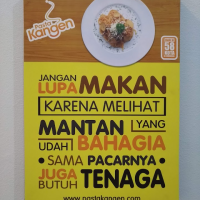 Pasta
Kangen
JANGAN
LUPA MAKAN
KARENA MELIHAT
MANTAN YANG
UDAH BAHAGIA
SAMA PACARNYA
JUGA
BUTUH TENAGA
www.pastakangen.com